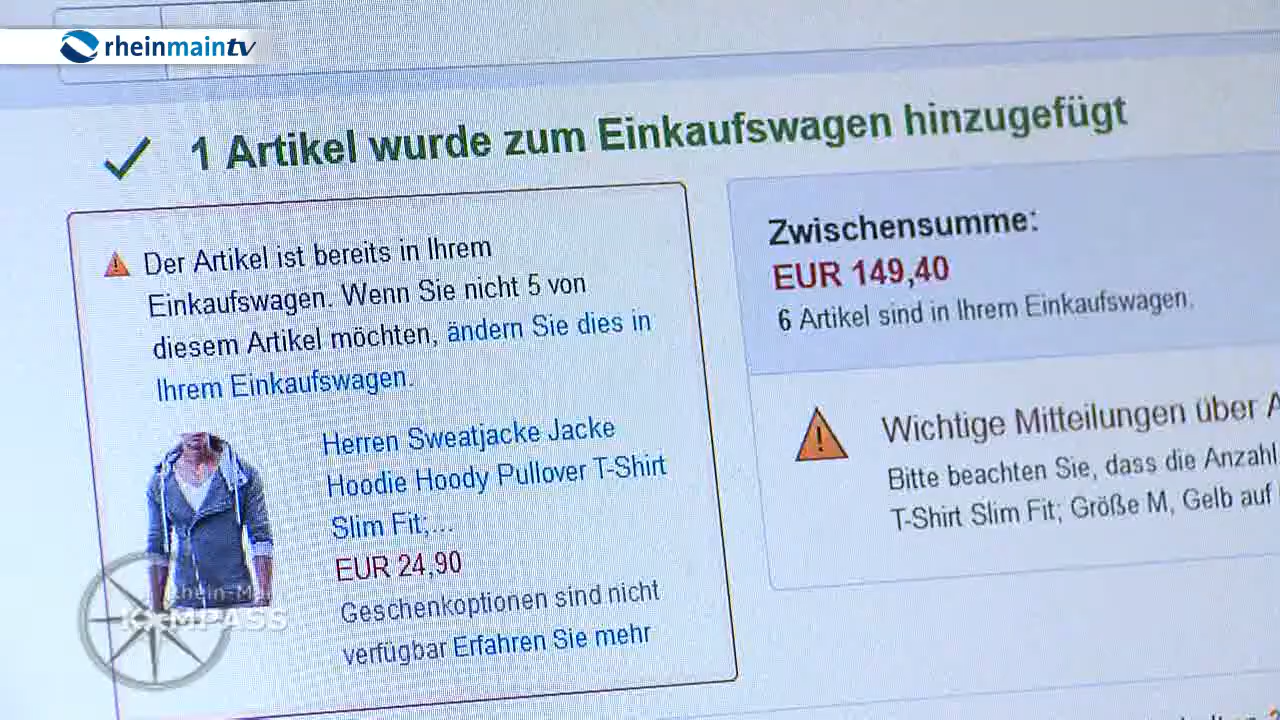 rheinmaintv
1 Artikel wurde zum Einkaufswagen hinzugefügt
Der Artikel ist bereits in Ihrem
Einkaufswagen. Wenn Sie nicht 5 von
diesem Artikel möchten, ändern Sie dies in
Ihrem Einkaufswagen.
Herren Sweatjacke Jacke
Hoodie Hoody Pullover T-Shirt
Slim Fit;...
EUR 24,90
Geschenkoptionen sind nicht
verfügbar Erfahren Sie mehr
Zwischensumme:
EUR 149,40
6 Artikel sind in Ihrem Einkaufswagen.
Wichtige Mitteilungen über A
Bitte beachten Sie, dass die Anzahl
T-Shirt Slim Fit; Größe M, Gelb auf
Rhein-Ma
KOMPASS